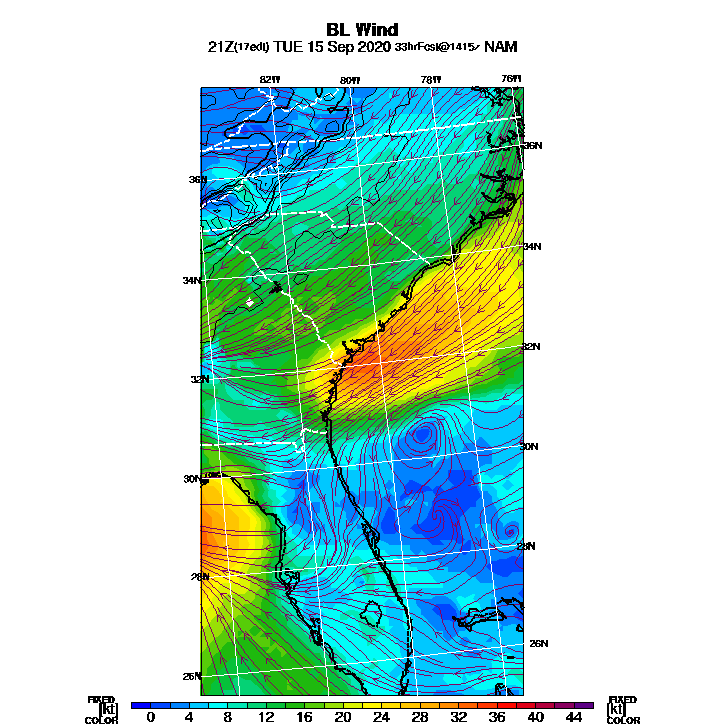 BL Wind
21Z(17edt) TUE 15 Sep 2020 33hrFcst@1415z NAM
82W 80W 78W 76W
36N
36N
34N
34N
32N
32N
30N
30N
28N
28N
26N
26N
FIXED FIXED
[kt] 0 4 8 12 16 20 24 28 32 36 40 44 [kt]
COLOR COLOR